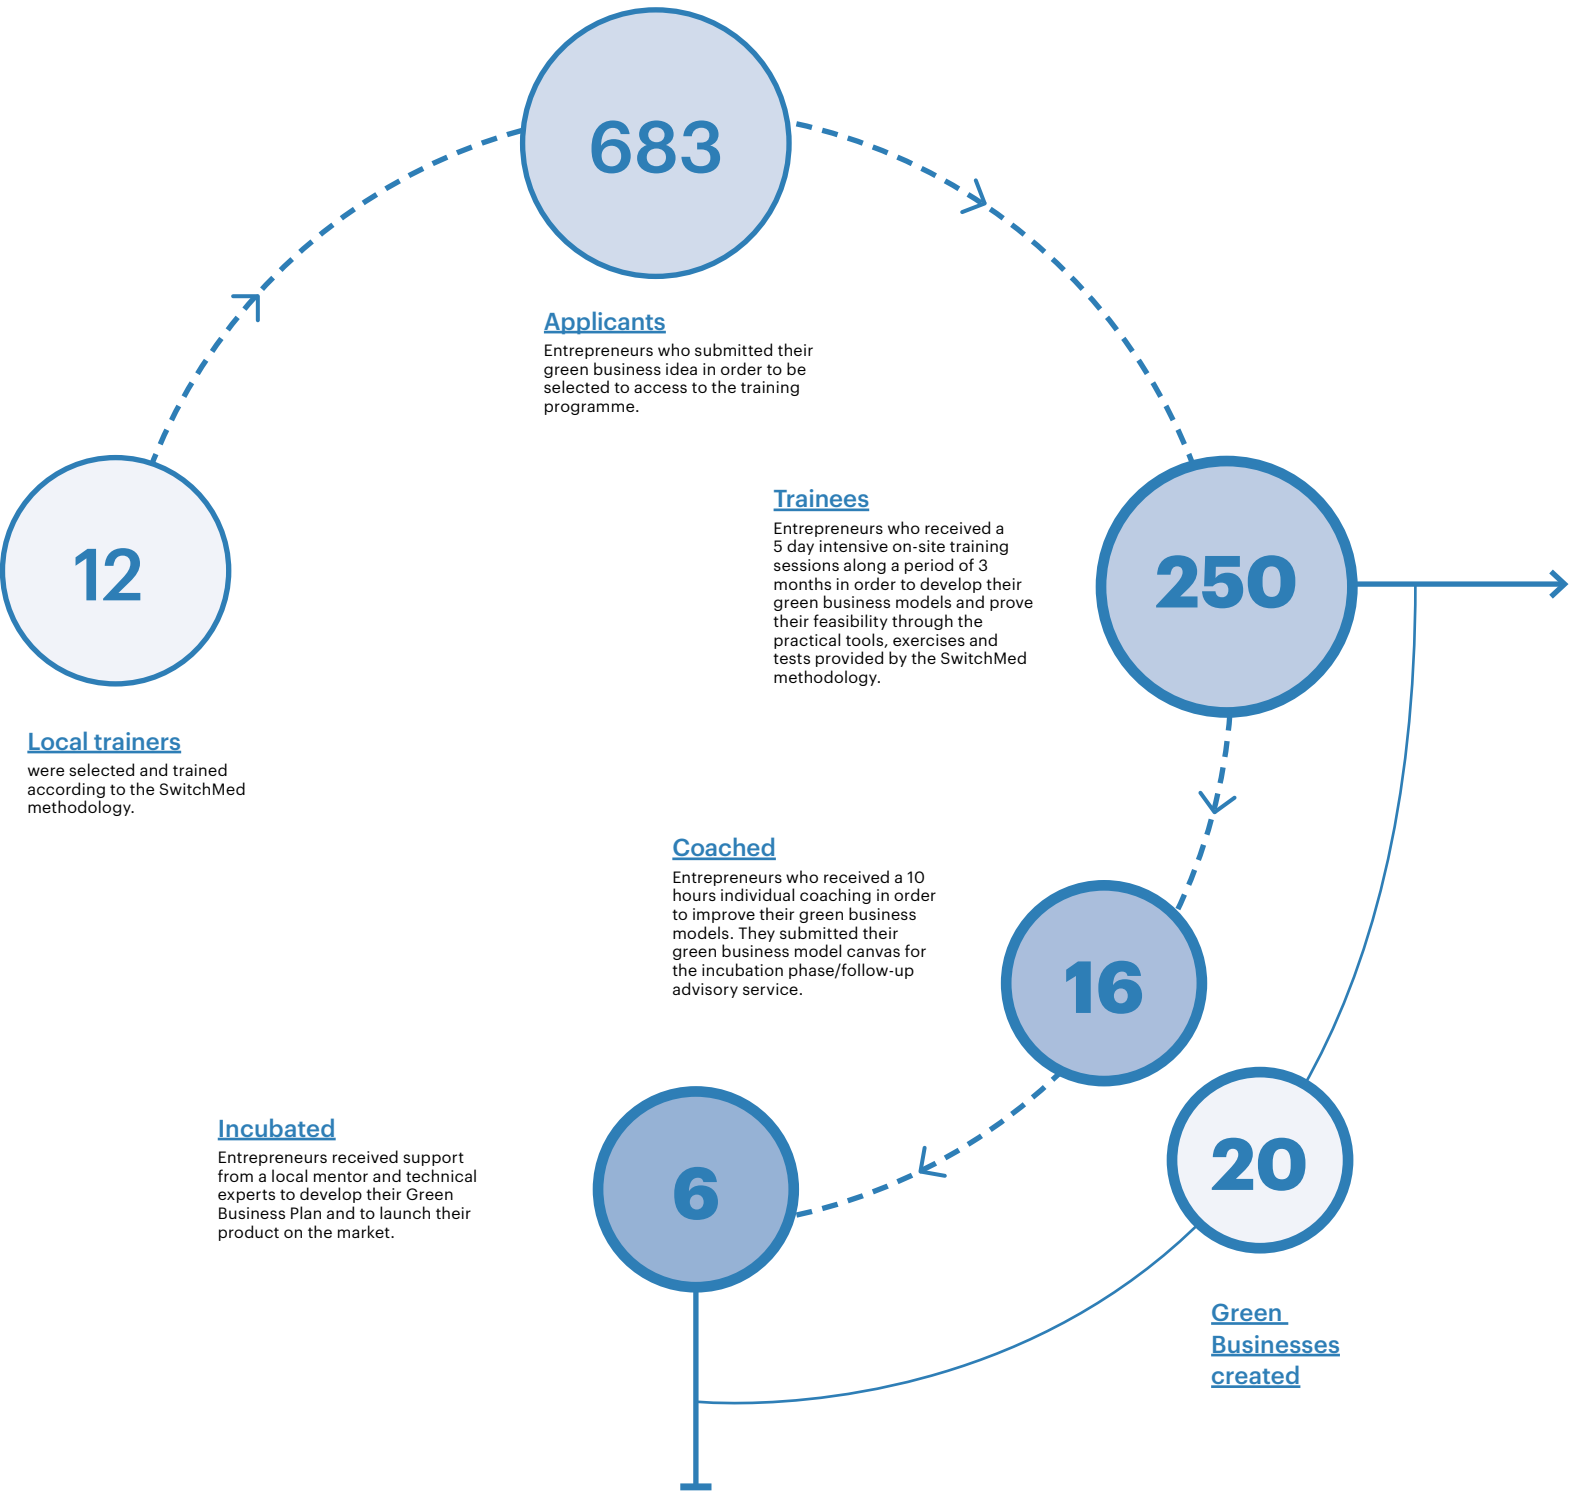 683
Applicants
Entrepreneurs who submitted their
green business idea in order to be
selected to access to the training
programme.
12
Local trainers
were selected and trained
according to the SwitchMed
methodology.
Trainees
Entrepreneurs who received a
5 day intensive on-site training
sessions along a period of 3
months in order to develop their
green business models and prove
their feasibility through the
practical tools, exercises and
tests provided by the SwitchMed
methodology.
250
Coached
Entrepreneurs who received a 10
hours individual coaching in order
to improve their green business
models. They submitted their
green business model canvas for
the incubation phase/follow-up
advisory service.
16
Incubated
Entrepreneurs received support
from a local mentor and technical
experts to develop their Green
Business Plan and to launch their
product on the market.
6
20
Green
Businesses
created